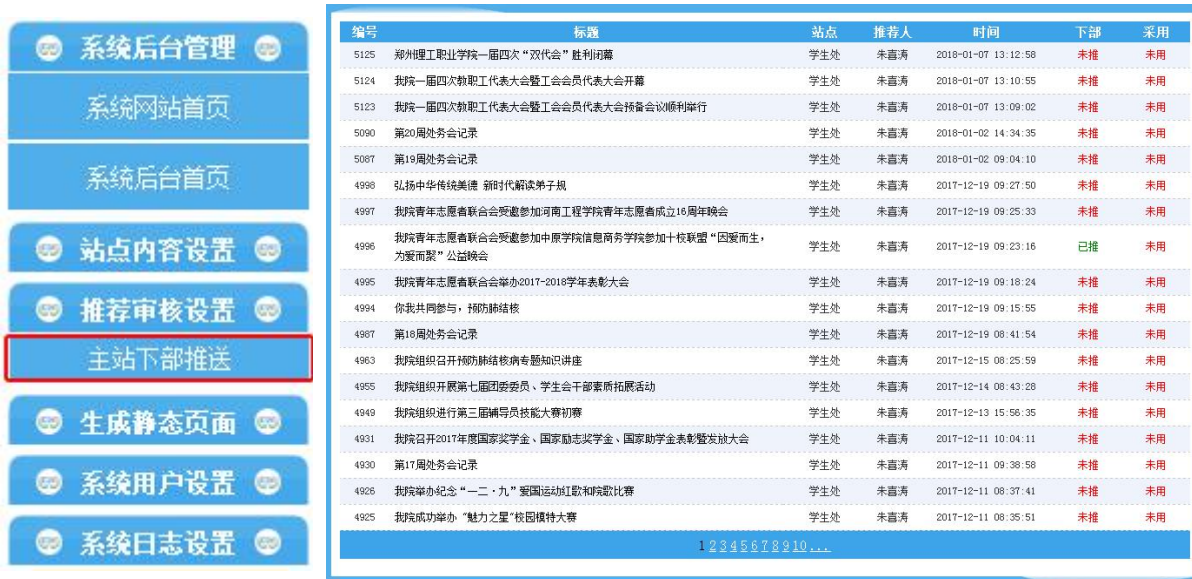 系统后台管理
系统网站首页
系统后台首页
站点内容设置
推荐审核设置
主站下部推送
生成静态页面
系统用户设置
系统日志设置
编号 标题 站点 推荐人 时间 下部 采用
5125 郑州理工职业学院一届四次“双代会”胜利闭幕 学生处 朱喜涛 2018-01-07 13:12:58 未推 未用
5124 我院一届四次教职工代表大会暨工会会员代表大会开幕 学生处 朱喜涛 2018-01-07 13:10:55 未推 未用
5123 我院一届四次教职工代表大会暨工会会员代表大会预备会议顺利举行 学生处 朱喜涛 2018-01-07 13:09:02 未推 未用
5090 第20周处务会记录 学生处 朱喜涛 2018-01-02 14:34:35 未推 未用
5087 第19周处务会记录 学生处 朱喜涛 2018-01-02 09:04:10 未推 未用
4998 弘扬中华传统美德 新时代解读弟子规 学生处 朱喜涛 2017-12-19 09:27:50 未推 未用
4997 我院青年志愿者联合会受邀参加河南工程学院青年志愿者成立16周年晚会 学生处 朱喜涛 2017-12-19 09:25:33 未推 未用
4996 我院青年志愿者联合会受邀参加中原学院信息商务学院参加十校联盟“因爱而生，
为爱而聚”公益晚会 学生处 朱喜涛 2017-12-19 09:23:16 已推 未用
4995 我院青年志愿者联合会举办2017-2018学年表彰大会 学生处 朱喜涛 2017-12-19 09:18:24 未推 未用
4994 你我共同参与，预防肺结核 学生处 朱喜涛 2017-12-19 09:15:55 未推 未用
4987 第18周处务会记录 学生处 朱喜涛 2017-12-19 08:41:54 未推 未用
4963 我院组织召开预防肺结核病专题知识讲座 学生处 朱喜涛 2017-12-15 08:25:59 未推 未用
4955 我院组织开展第七届团委委员、学生会干部素质拓展活动 学生处 朱喜涛 2017-12-14 08:43:28 未推 未用
4949 我院组织进行第三届辅导员技能大赛初赛 学生处 朱喜涛 2017-12-13 15:56:35 未推 未用
4931 我院召开2017年度国家奖学金、国家励志奖学金、国家助学金表彰暨发放大会 学生处 朱喜涛 2017-12-11 10:04:11 未推 未用
4930 第17周处务会记录 学生处 朱喜涛 2017-12-11 09:38:58 未推 未用
4926 我院举办纪念“一二·九”爱国运动红歌和院歌比赛 学生处 朱喜涛 2017-12-11 08:37:41 未推 未用
4925 我院成功举办“魅力之星”校园模特大赛 学生处 朱喜涛 2017-12-11 08:35:51 未推 未用
1 2 3 4 5 6 7 8 9 10 ...